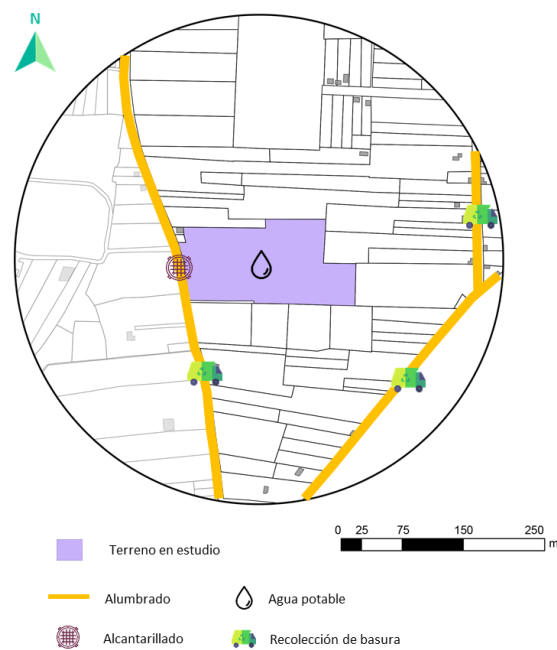 N
0 25 75 150 250
m
Terreno en estudio
Alumbrado
Agua potable
Alcantarillado
Recolección de basura